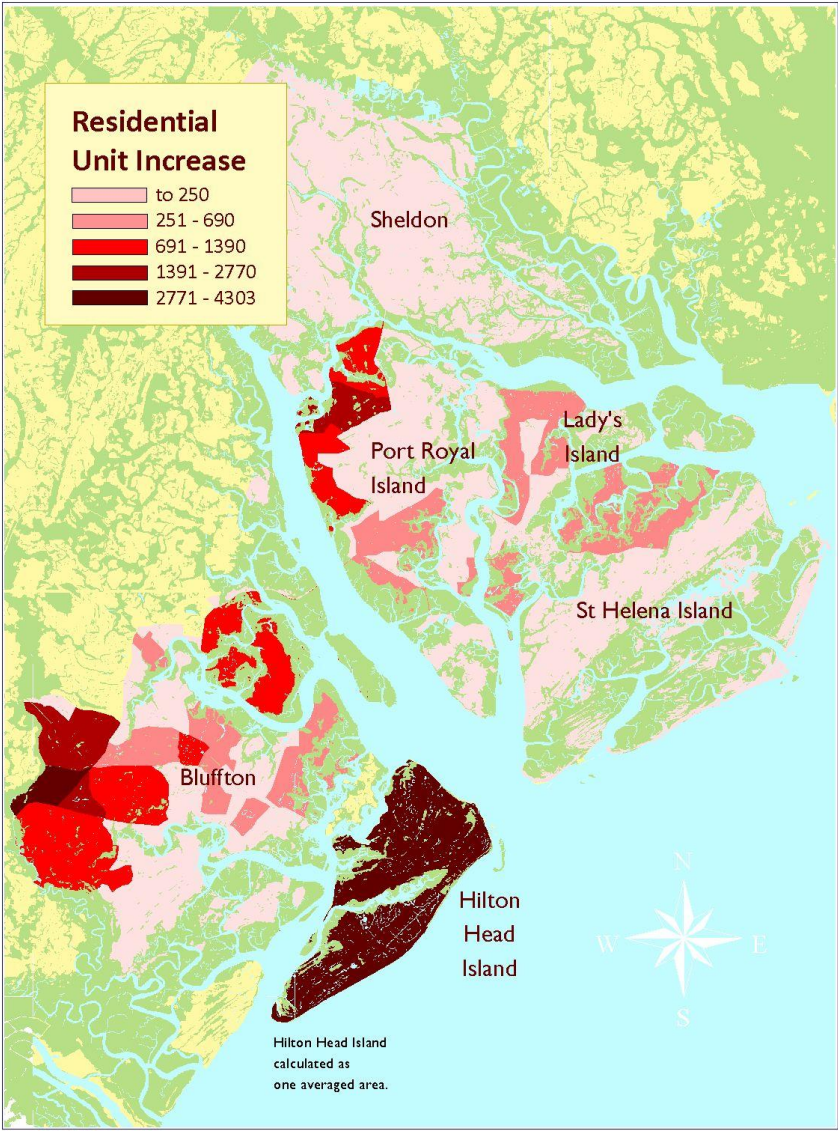 Residential
Unit Increase
to 250
251 - 690
691 - 1390
1391 - 2770
2771 - 4303
Sheldon
Lady's
Island
Port Royal
Island
St Helena Island
Bluffton
Hilton
Head
Island
N
W
E
S
Hilton Head Island
calculated as
one averaged area.